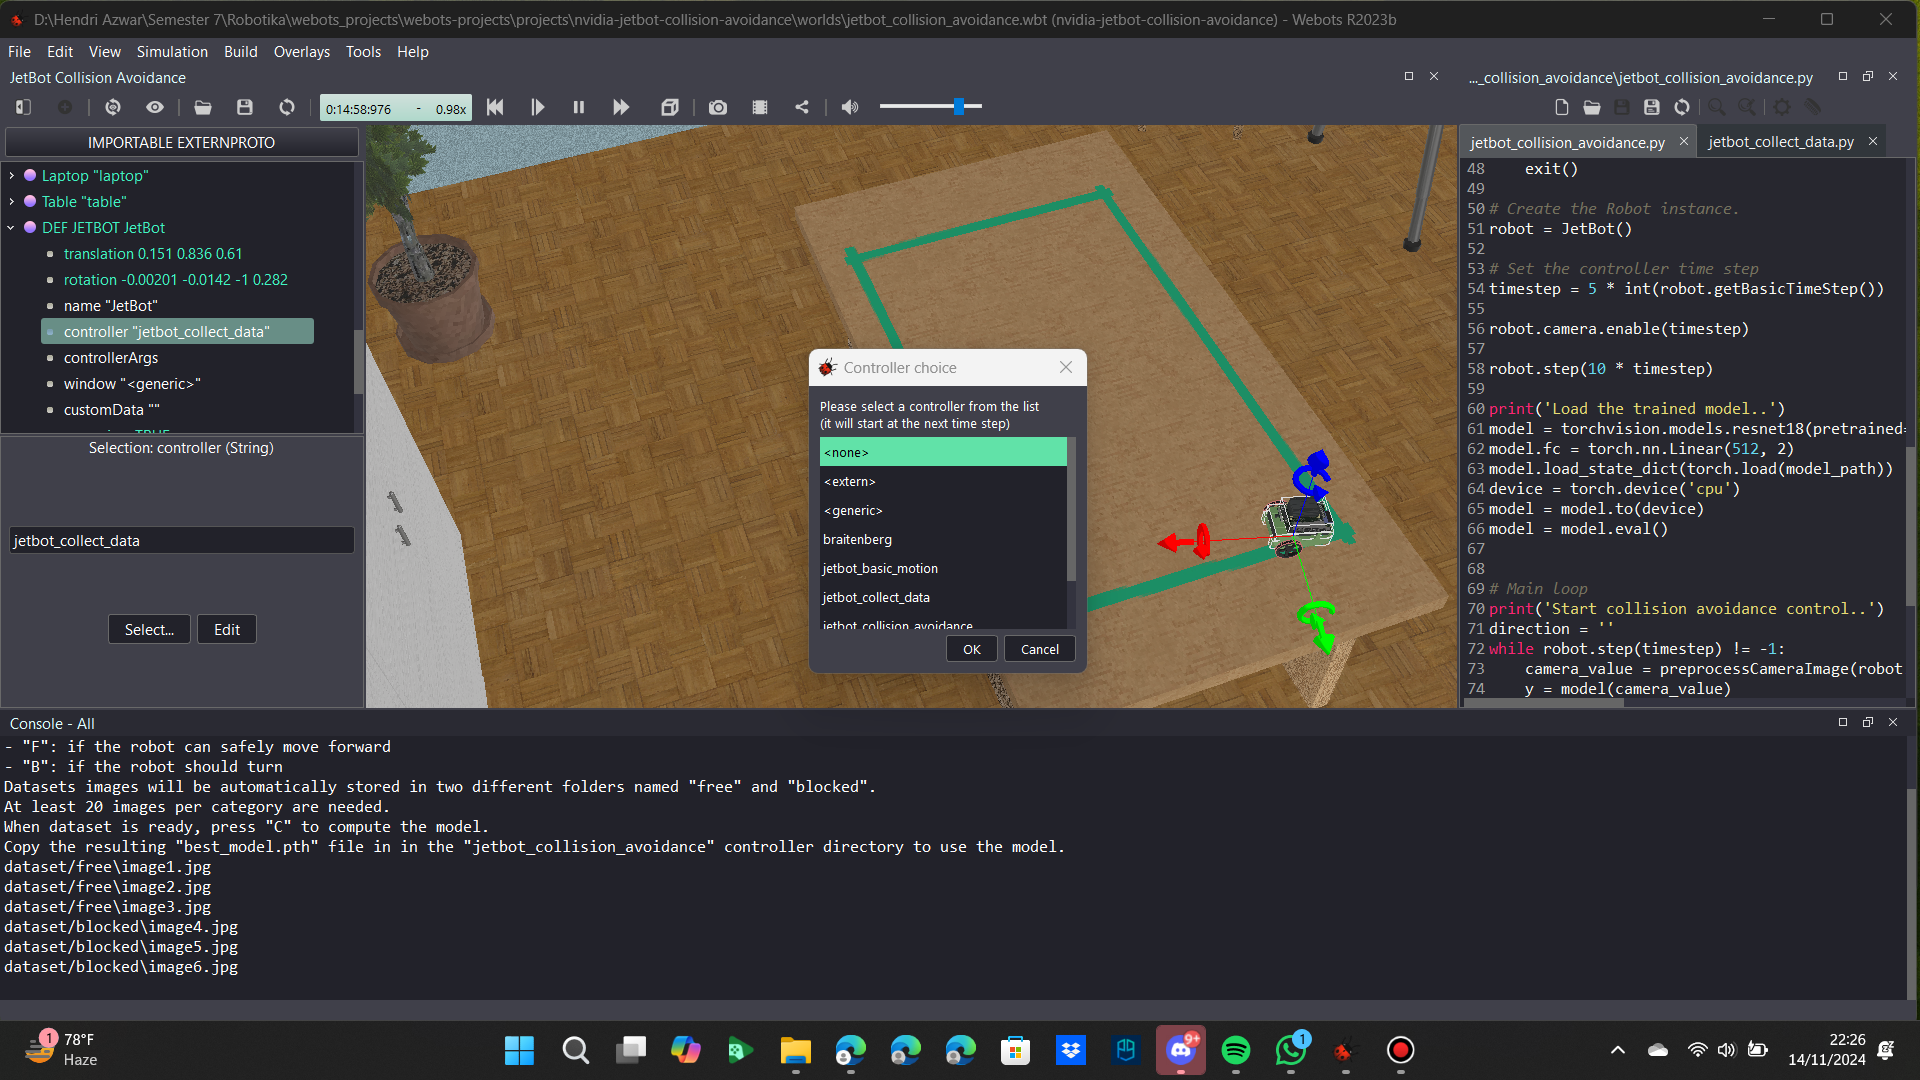 D:\Hendri Azwar\Semester 7\Robotika\webots_projects\webots-projects\projects\nvidia-jetbot-collision-avoidance\worlds\jetbot_collision_avoidance.wbt (nvidia-jetbot-collision-avoidance) - Webots R2023b
File Edit View Simulation Build Overlays Tools Help
JetBot Collision Avoidance
0:14:58:976 - 0.98x
IMPORTABLE EXTERNPROTO
Laptop "laptop"
Table "table"
DEF JETBOT JetBot
translation 0.151 0.836 0.61
rotation -0.00201 -0.0142 -1 0.282
name "JetBot"
controller "jetbot_collect_data"
controllerArgs
window "<generic>"
customData ""
Selection: controller (String)
jetbot_collect_data
Select...
Edit
Controller choice
Please select a controller from the list
(it will start at the next time step)
<none>
<extern>
<generic>
braitenberg
jetbot_basic_motion
jetbot_collect_data
jetbot_collision_avoidance
OK
Cancel
..._collision_avoidance\jetbot_collision_avoidance.py
jetbot_collision_avoidance.py
jetbot_collect_data.py
48 exit()
49
50 # Create the Robot instance.
51 robot = JetBot()
52
53 # Set the controller time step
54 timestep = 5 * int(robot.getBasicTimeStep())
55
56 robot.camera.enable(timestep)
57
58 robot.step(10 * timestep)
59
60 print('Load the trained model..')
61 model = torchvision.models.resnet18(pretrained=
62 model.fc = torch.nn.Linear(512, 2)
63 model.load_state_dict(torch.load(model_path))
64 device = torch.device('cpu')
65 model = model.to(device)
66 model = model.eval()
67
68
69 # Main loop
70 print('Start collision avoidance control..')
71 direction = ''
72 while robot.step(timestep) != -1:
73 camera_value = preprocessCameraImage(robot
74 y = model(camera_value)
Console - All
- "F": if the robot can safely move forward
- "B": if the robot should turn
Datasets images will be automatically stored in two different folders named "free" and "blocked".
At least 20 images per category are needed.
When dataset is ready, press "C" to compute the model.
Copy the resulting "best_model.pth" file in in the "jetbot_collision_avoidance" controller directory to use the model.
dataset/free\image1.jpg
dataset/free\image2.jpg
dataset/free\image3.jpg
dataset/blocked\image4.jpg
dataset/blocked\image5.jpg
dataset/blocked\image6.jpg
1
78°F
Haze
9+
1
22:26
14/11/2024